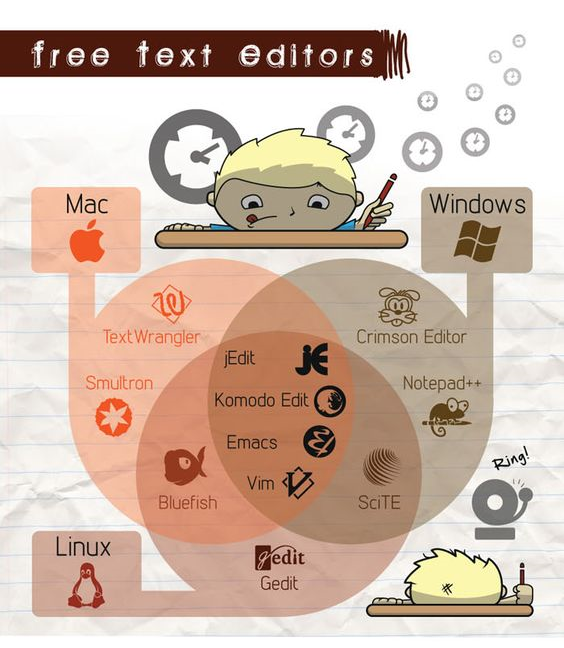 free text editors
Mac
Windows
TextWrangler
Crimson Editor
jEdit
jE
Smultron
Komodo Edit
Notepad++
Emacs
Vim
Bluefish
SciTE
Ring!
Linux
gedit
Gedit